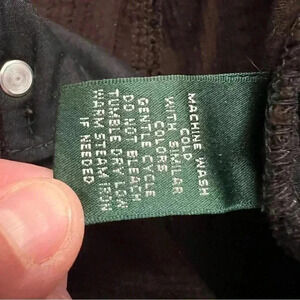 MACHINE WASH
COLD
WITH SIMILAR
COLORS
GENTLE CYCLE
DO NOT BLEACH
TUMBLE DRY LOW
WARM STEAM IRON
IF NEEDED